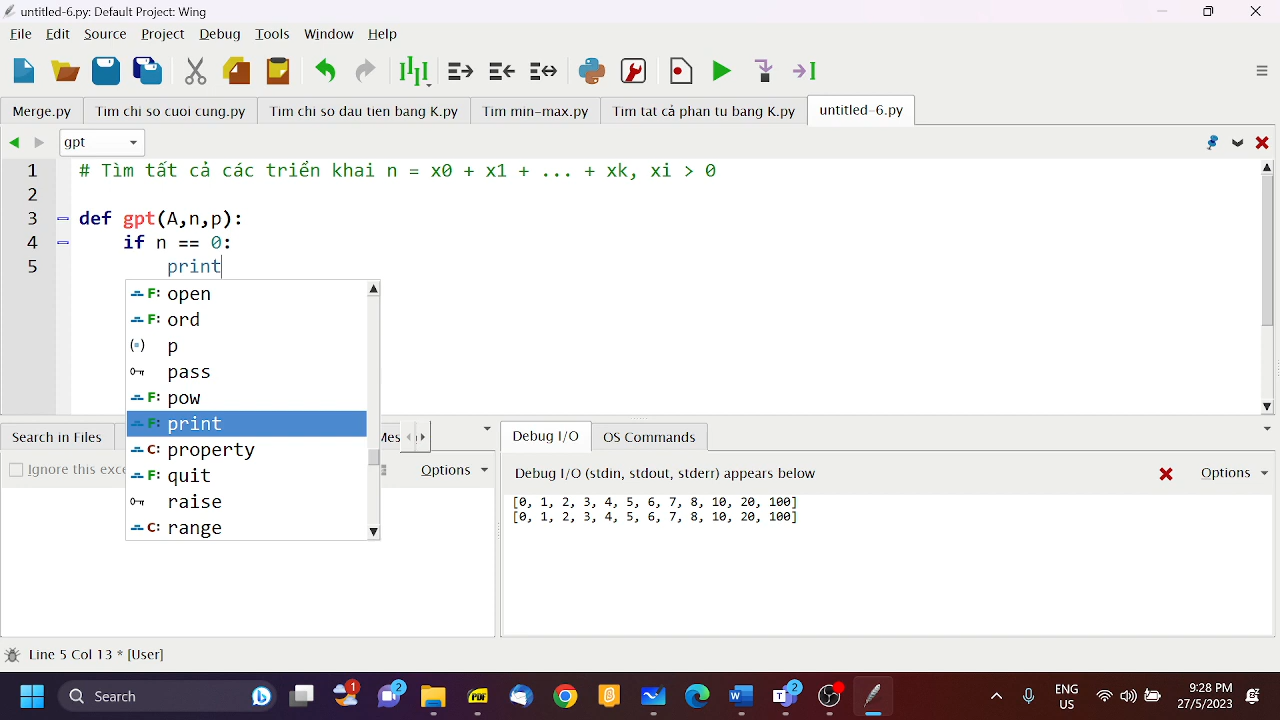 untitled-6.py: Default Project: Wing
File Edit Source Project Debug Tools Window Help
Merge.py Tim chi so cuoi cung.py Tim chi so dau tien bang K.py Tim min-max.py Tim tat cả phan tu bang K.py untitled-6.py
gpt
1 # Tìm tất cả các triển khai n = x0 + x1 + ... + xk, xi > 0
2
3 def gpt(A,n,p):
4 if n == 0:
5 print
F: open
F: ord
(=) p
pass
F: pow
F: print
C: property
F: quit
raise
C: range
Search in Files
Options
Ignore this exce
Debug I/O OS Commands
Debug I/O (stdin, stdout, stderr) appears below Options
[0, 1, 2, 3, 4, 5, 6, 7, 8, 10, 20, 100]
[0, 1, 2, 3, 4, 5, 6, 7, 8, 10, 20, 100]
Line 5 Col 13 * [User]
Search
1
2
PDF
2
ENG
US
9:28 PM
27/5/2023